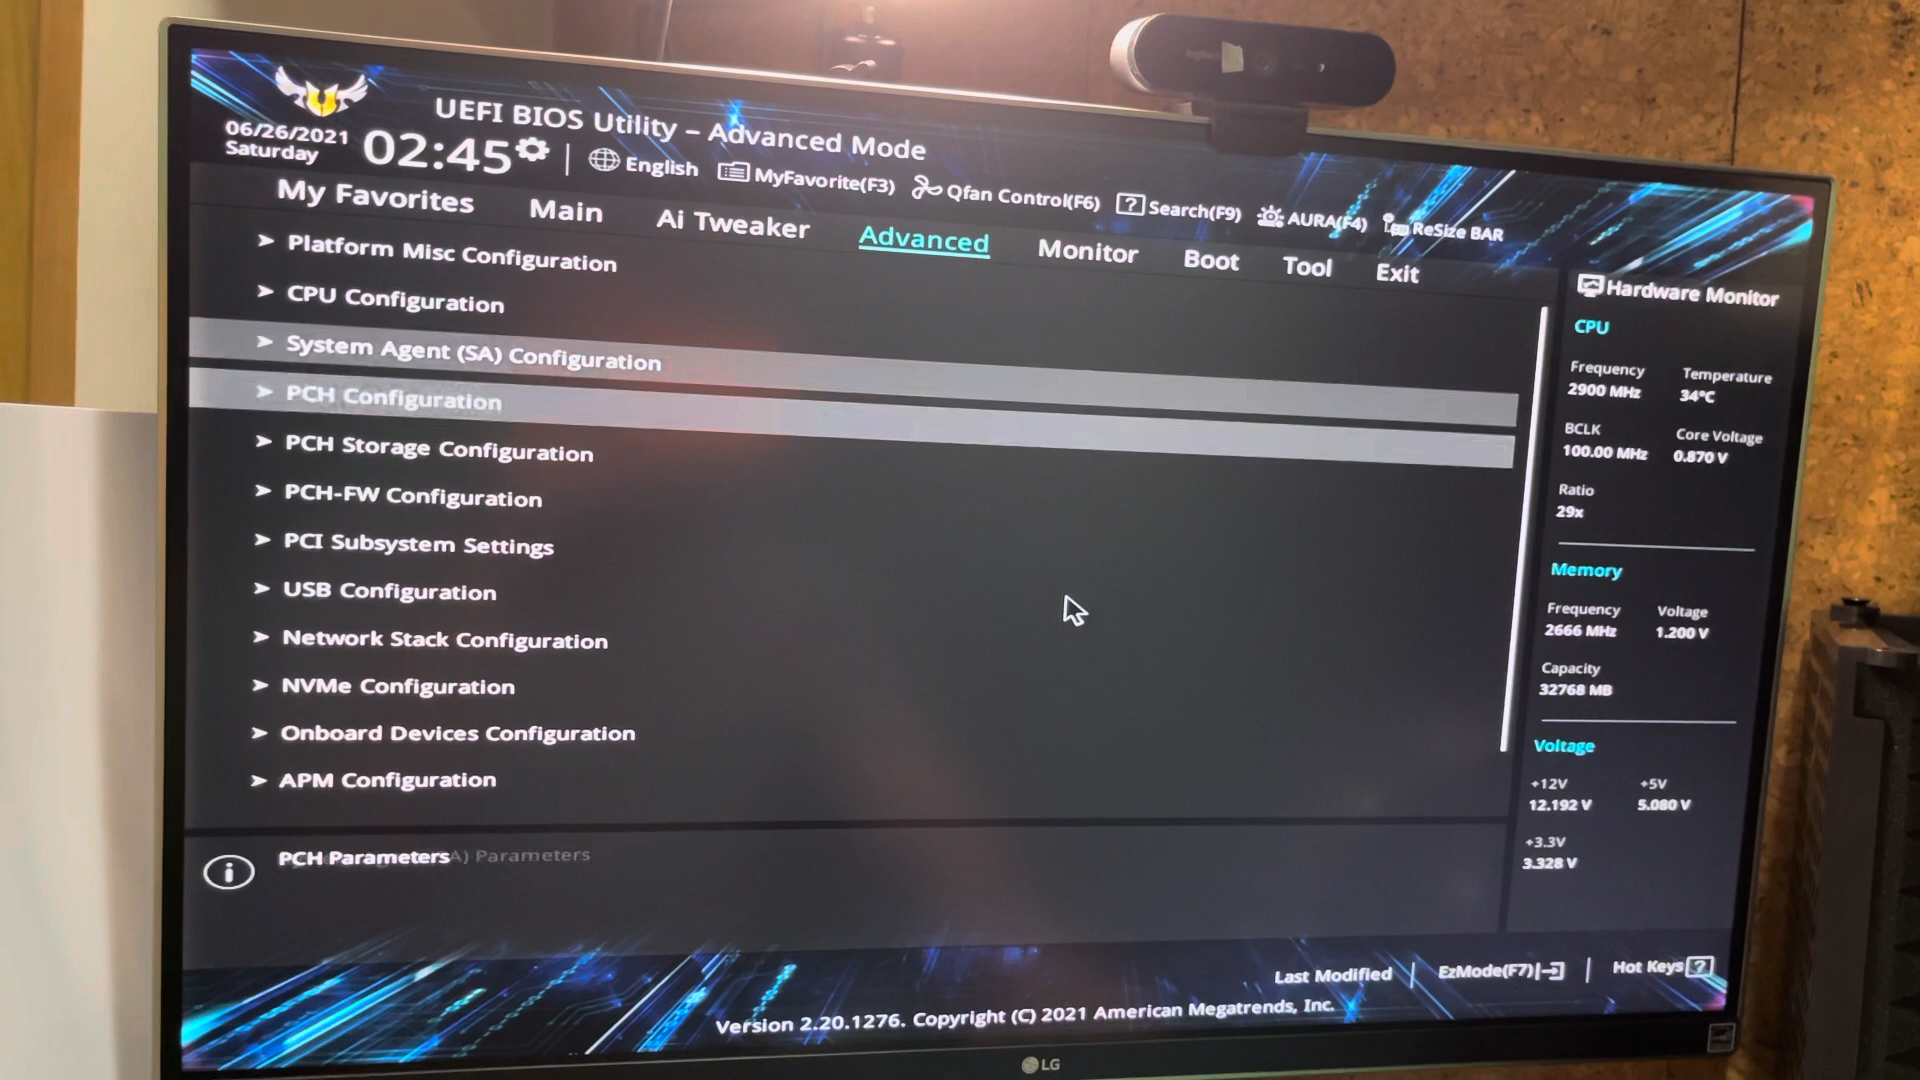 UEFI BIOS Utility – Advanced Mode
06/26/2021
Saturday
02:45
English
MyFavorite(F3)
Qfan Control(F6)
Search(F9)
AURA(F4)
ReSize BAR
My Favorites
Main
Ai Tweaker
Advanced
Monitor
Boot
Tool
Exit
Platform Misc Configuration
CPU Configuration
System Agent (SA) Configuration
PCH Configuration
PCH Storage Configuration
PCH-FW Configuration
PCI Subsystem Settings
USB Configuration
Network Stack Configuration
NVMe Configuration
Onboard Devices Configuration
APM Configuration
PCH Parameters A) Parameters
Hardware Monitor
CPU
Frequency Temperature
2900 MHz 34°C
BCLK Core Voltage
100.00 MHz 0.870 V
Ratio
29x
Memory
Frequency Voltage
2666 MHz 1.200 V
Capacity
32768 MB
Voltage
+12V +5V
12.192 V 5.080 V
+3.3V
3.328 V
Last Modified
EzMode(F7)
Hot Keys ?
Version 2.20.1276. Copyright (C) 2021 American Megatrends, Inc.
LG